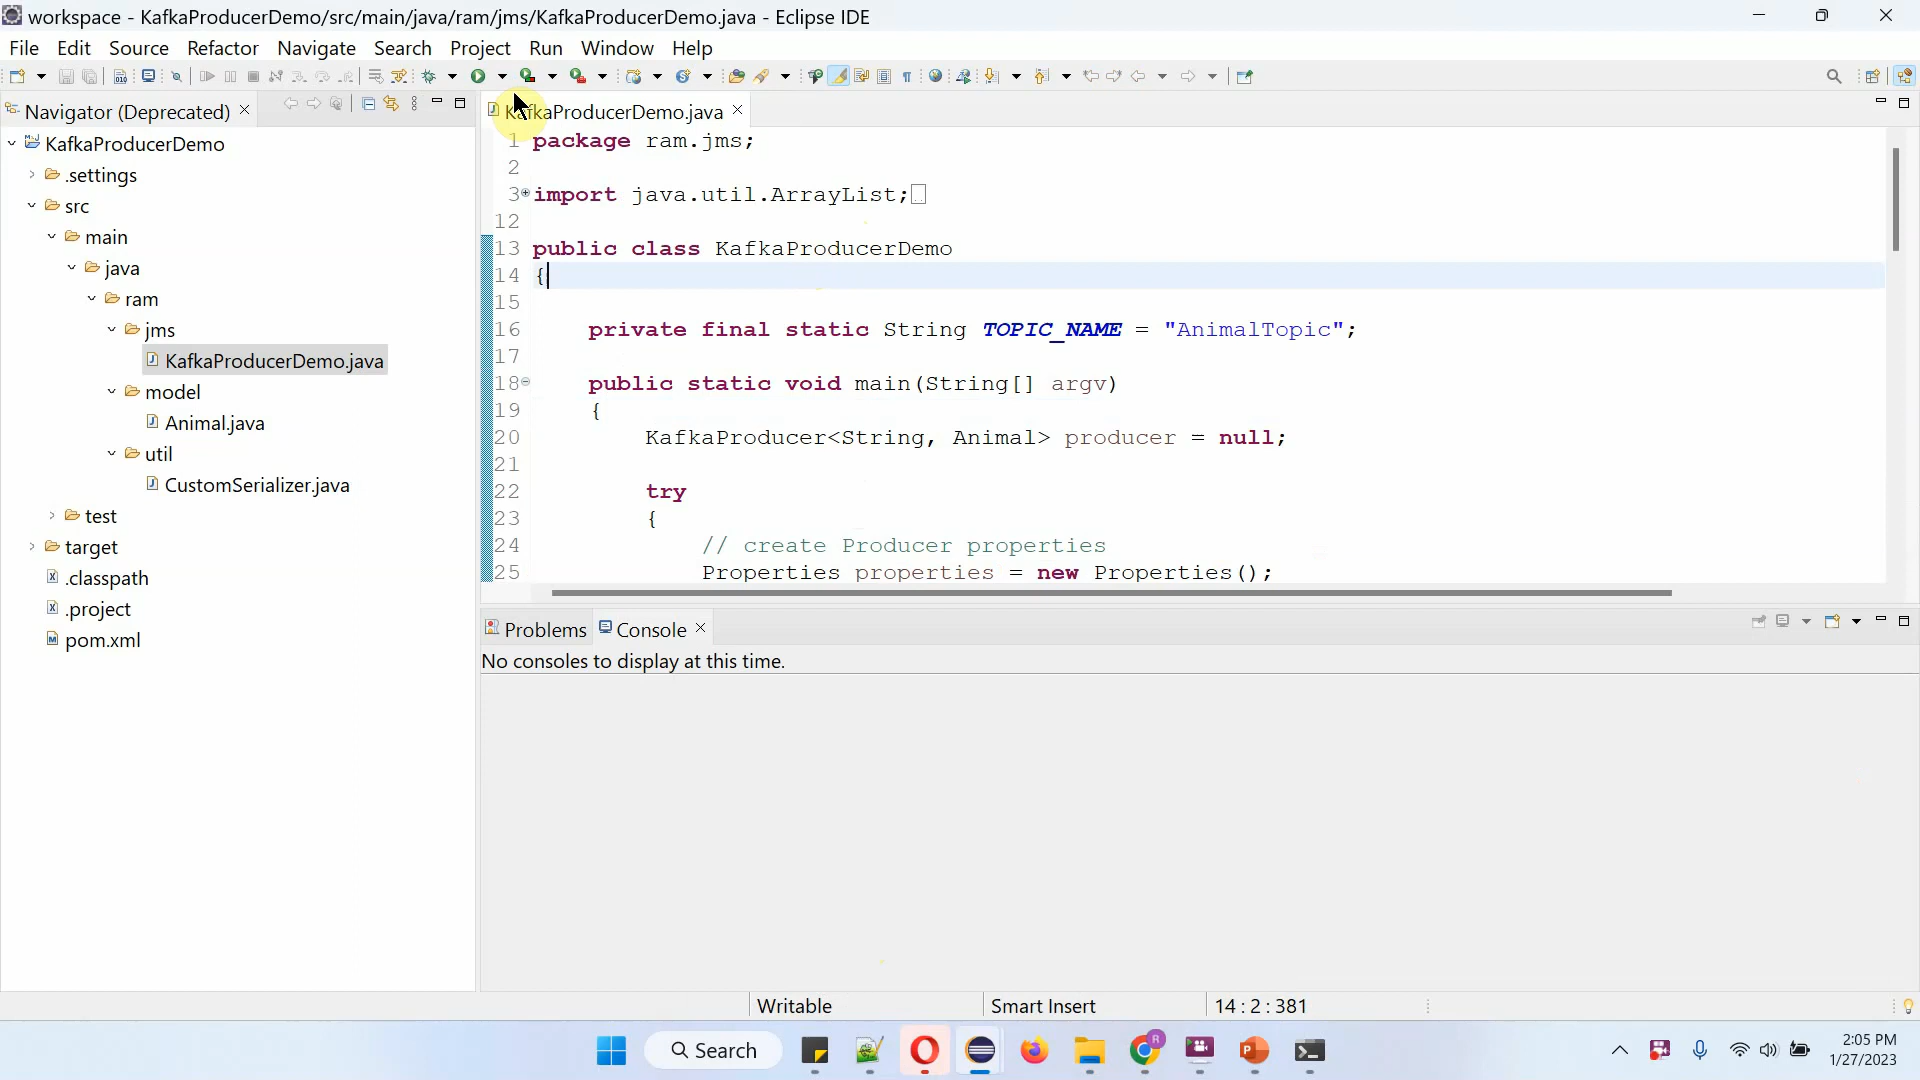 workspace - KafkaProducerDemo/src/main/java/ram/jms/KafkaProducerDemo.java - Eclipse IDE
File Edit Source Refactor Navigate Search Project Run Window Help
Navigator (Deprecated)
KafkaProducerDemo
.settings
src
main
java
ram
jms
KafkaProducerDemo.java
model
Animal.java
util
CustomSerializer.java
test
target
.classpath
.project
pom.xml
KafkaProducerDemo.java
1 package ram.jms;
2
3 import java.util.ArrayList;
12
13 public class KafkaProducerDemo
14 {
15
16 private final static String TOPIC_NAME = "AnimalTopic";
17
18 public static void main(String[] argv)
19 {
20 KafkaProducer<String, Animal> producer = null;
21
22 try
23 {
24 // create Producer properties
25 Properties properties = new Properties();
Problems Console
No consoles to display at this time.
Writable Smart Insert 14 : 2 : 381
Search
2:05 PM
1/27/2023